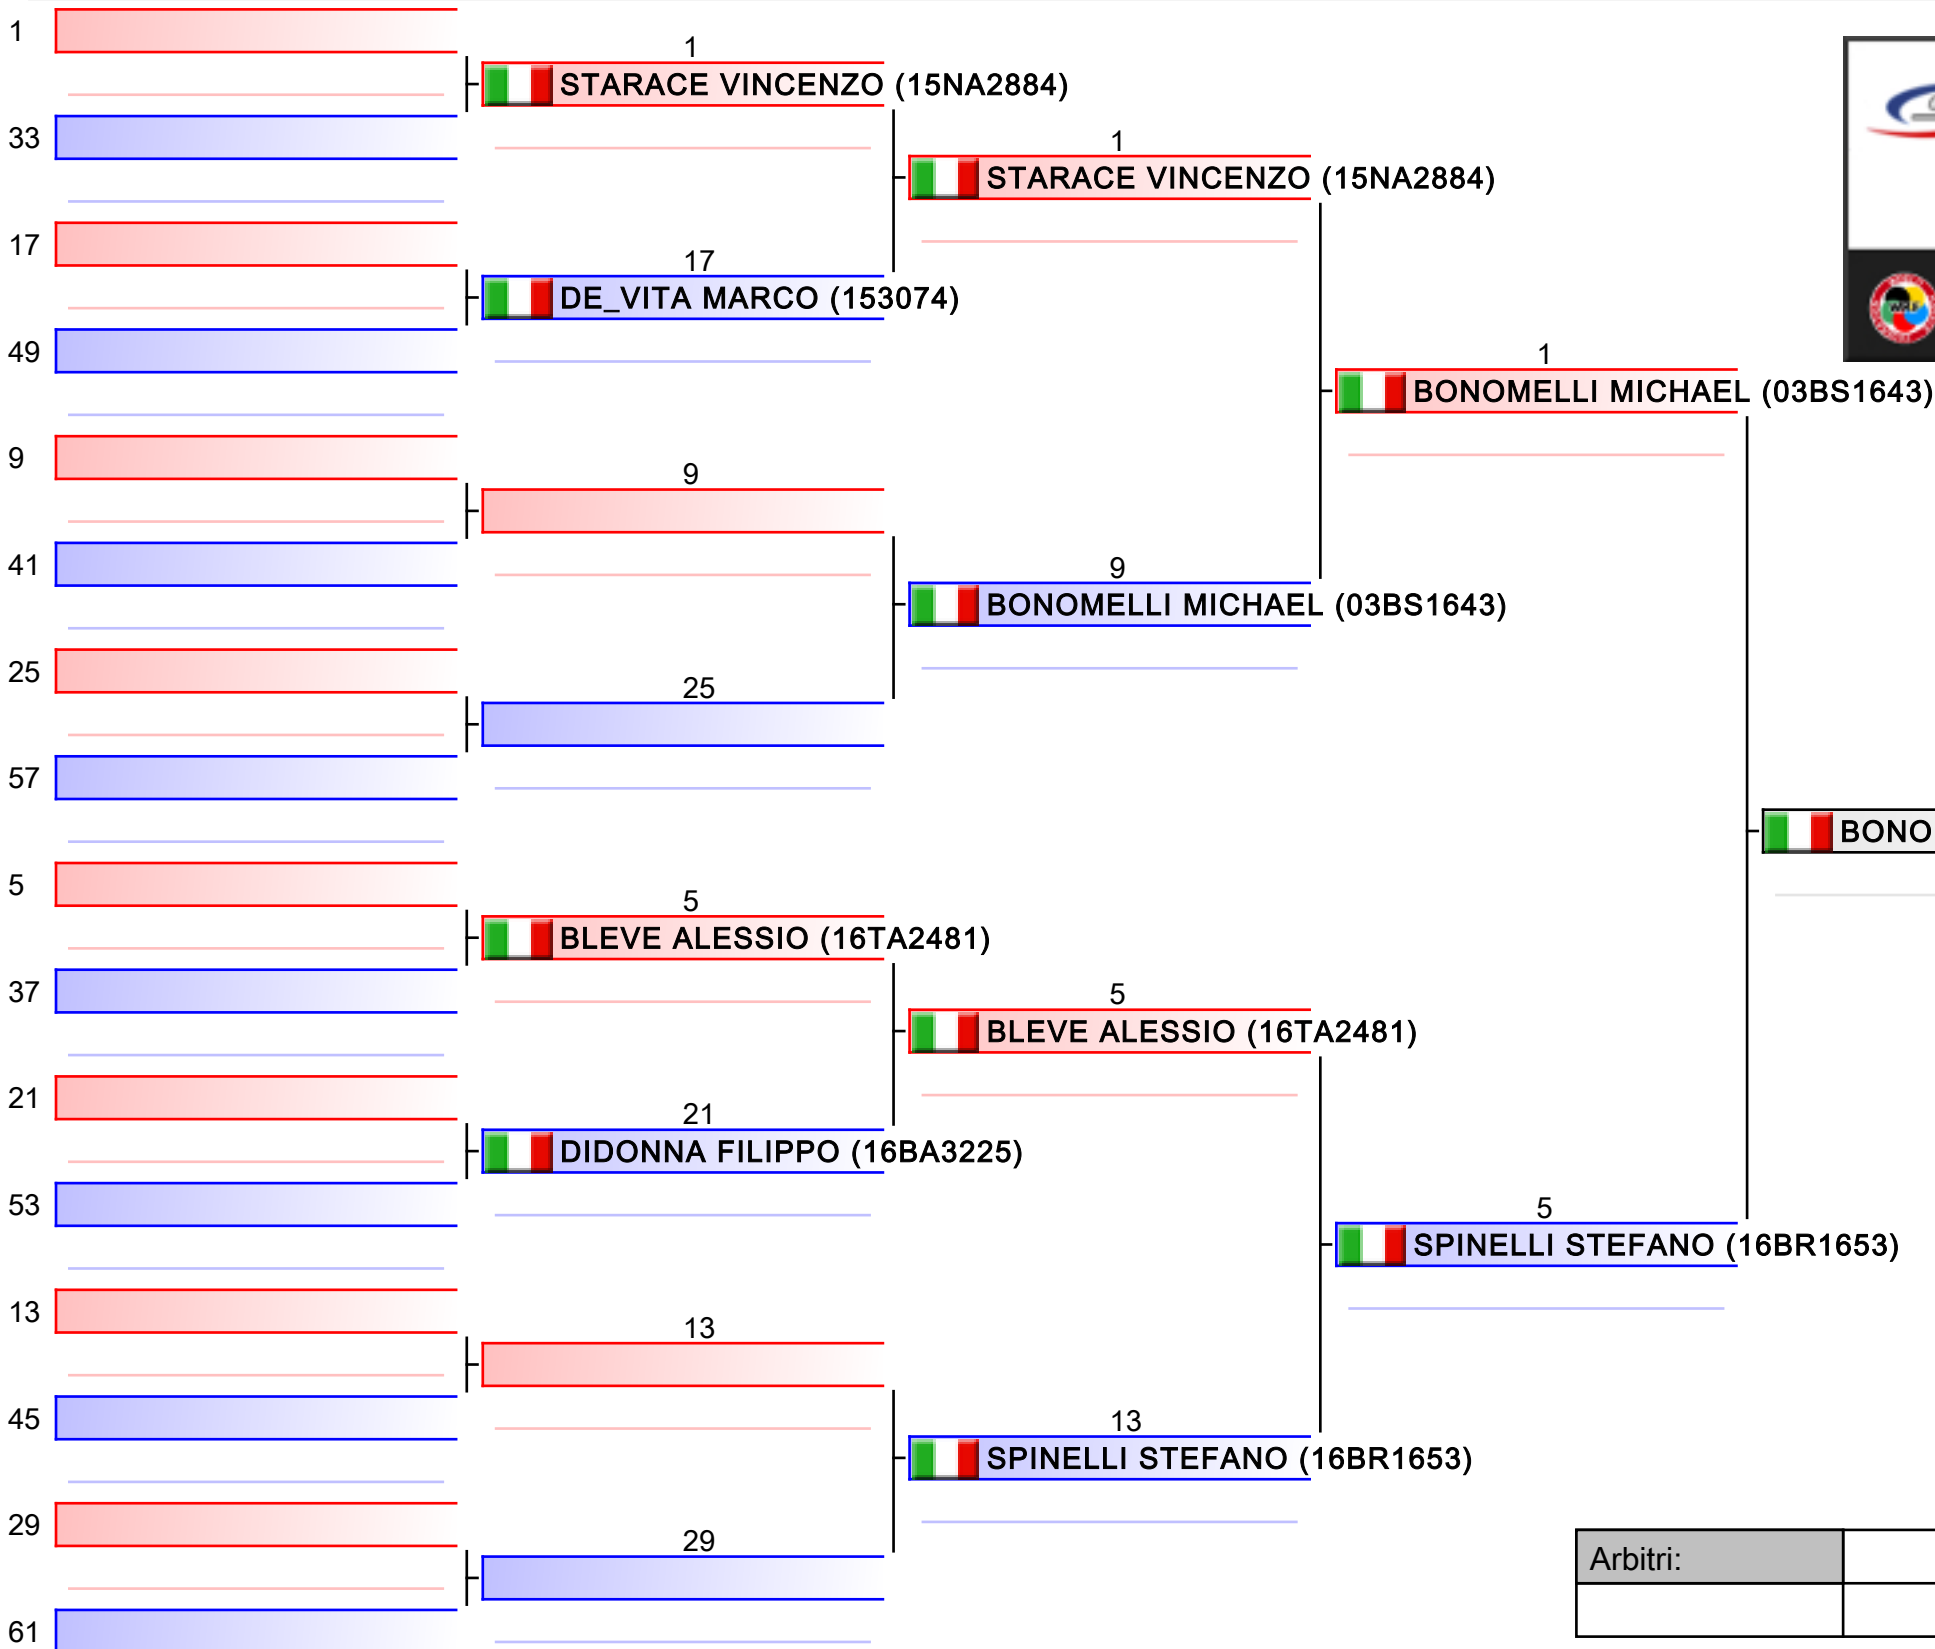 1
33
17
49
9
41
25
57
5
37
21
53
13
45
29
61
1
STARACE VINCENZO (15NA2884)
17
DE_VITA MARCO (153074)
9
25
5
BLEVE ALESSIO (16TA2481)
21
DIDONNA FILIPPO (16BA3225)
13
29
1
STARACE VINCENZO (15NA2884)
9
BONOMELLI MICHAEL (03BS1643)
5
BLEVE ALESSIO (16TA2481)
13
SPINELLI STEFANO (16BR1653)
1
BONOMELLI MICHAEL (03BS1643)
5
SPINELLI STEFANO (16BR1653)
BONO
Arbitri: